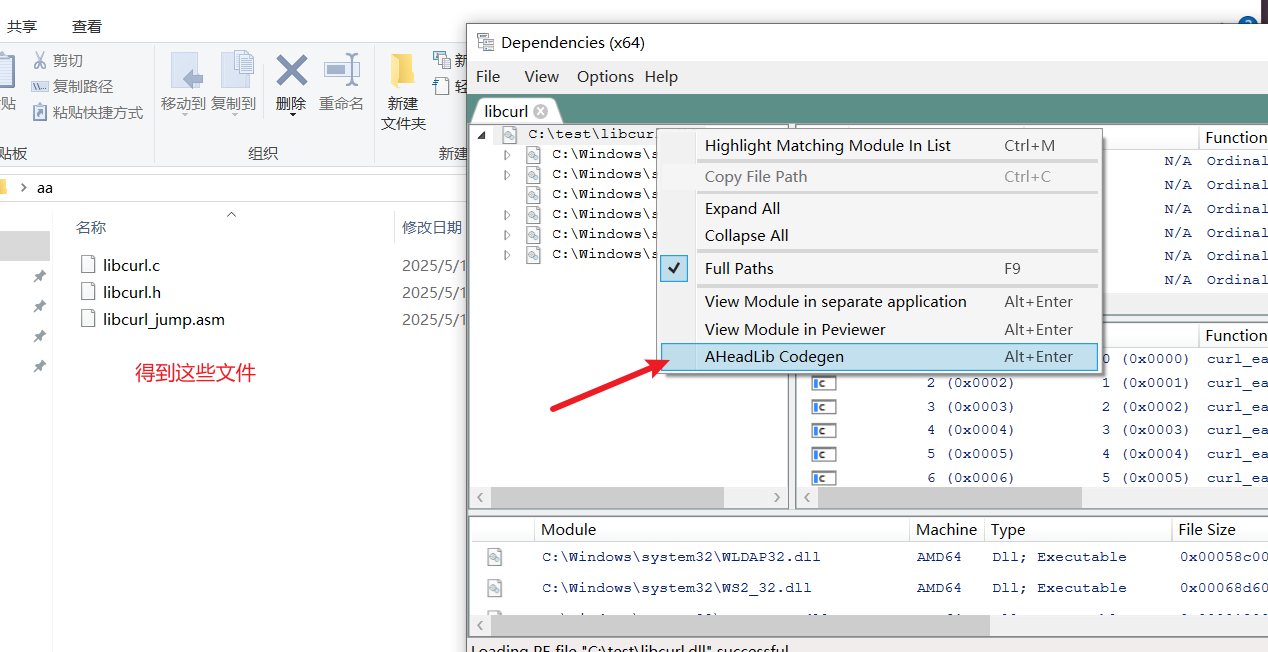 共享 查看
剪切
复制路径
粘贴快捷方式
移动到 复制到 删除 重命名
新建
文件夹
组织
新建
aa
名称 修改日期
libcurl.c 2025/5/1
libcurl.h 2025/5/1
libcurl_jump.asm 2025/5/1
得到这些文件
Dependencies (x64)
File View Options Help
libcurl
C:\test\libcurl
C:\Windows\s
C:\Windows\s
C:\Windows\s
C:\Windows\s
C:\Windows\s
C:\Windows\s
Highlight Matching Module In List Ctrl+M
Copy File Path Ctrl+C
Expand All
Collapse All
Full Paths F9
View Module in separate application Alt+Enter
View Module in Peviewer Alt+Enter
AHeadLib Codegen Alt+Enter
Function
N/A Ordinal
N/A Ordinal
N/A Ordinal
N/A Ordinal
N/A Ordinal
N/A Ordinal
Function
0 (0x0000) curl_ea
2 (0x0002) 1 (0x0001) curl_ea
3 (0x0003) 2 (0x0002) curl_ea
4 (0x0004) 3 (0x0003) curl_ea
5 (0x0005) 4 (0x0004) curl_ea
6 (0x0006) 5 (0x0005) curl_ea
Module Machine Type File Size
C:\Windows\system32\WLDAP32.dll AMD64 Dll; Executable 0x00058c00
C:\Windows\system32\WS2_32.dll AMD64 Dll; Executable 0x00068d60
Loading PE file "C:\test\libcurl.dll" successful